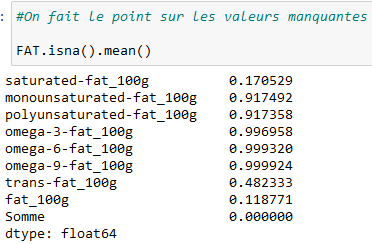 :
#On fait le point sur les valeurs manquantes
FAT.isna().mean()
saturated-fat_100g 0.170529
monounsaturated-fat_100g 0.917492
polyunsaturated-fat_100g 0.917358
omega-3-fat_100g 0.996958
omega-6-fat_100g 0.999320
omega-9-fat_100g 0.999924
trans-fat_100g 0.482333
fat_100g 0.118771
Somme 0.000000
dtype: float64